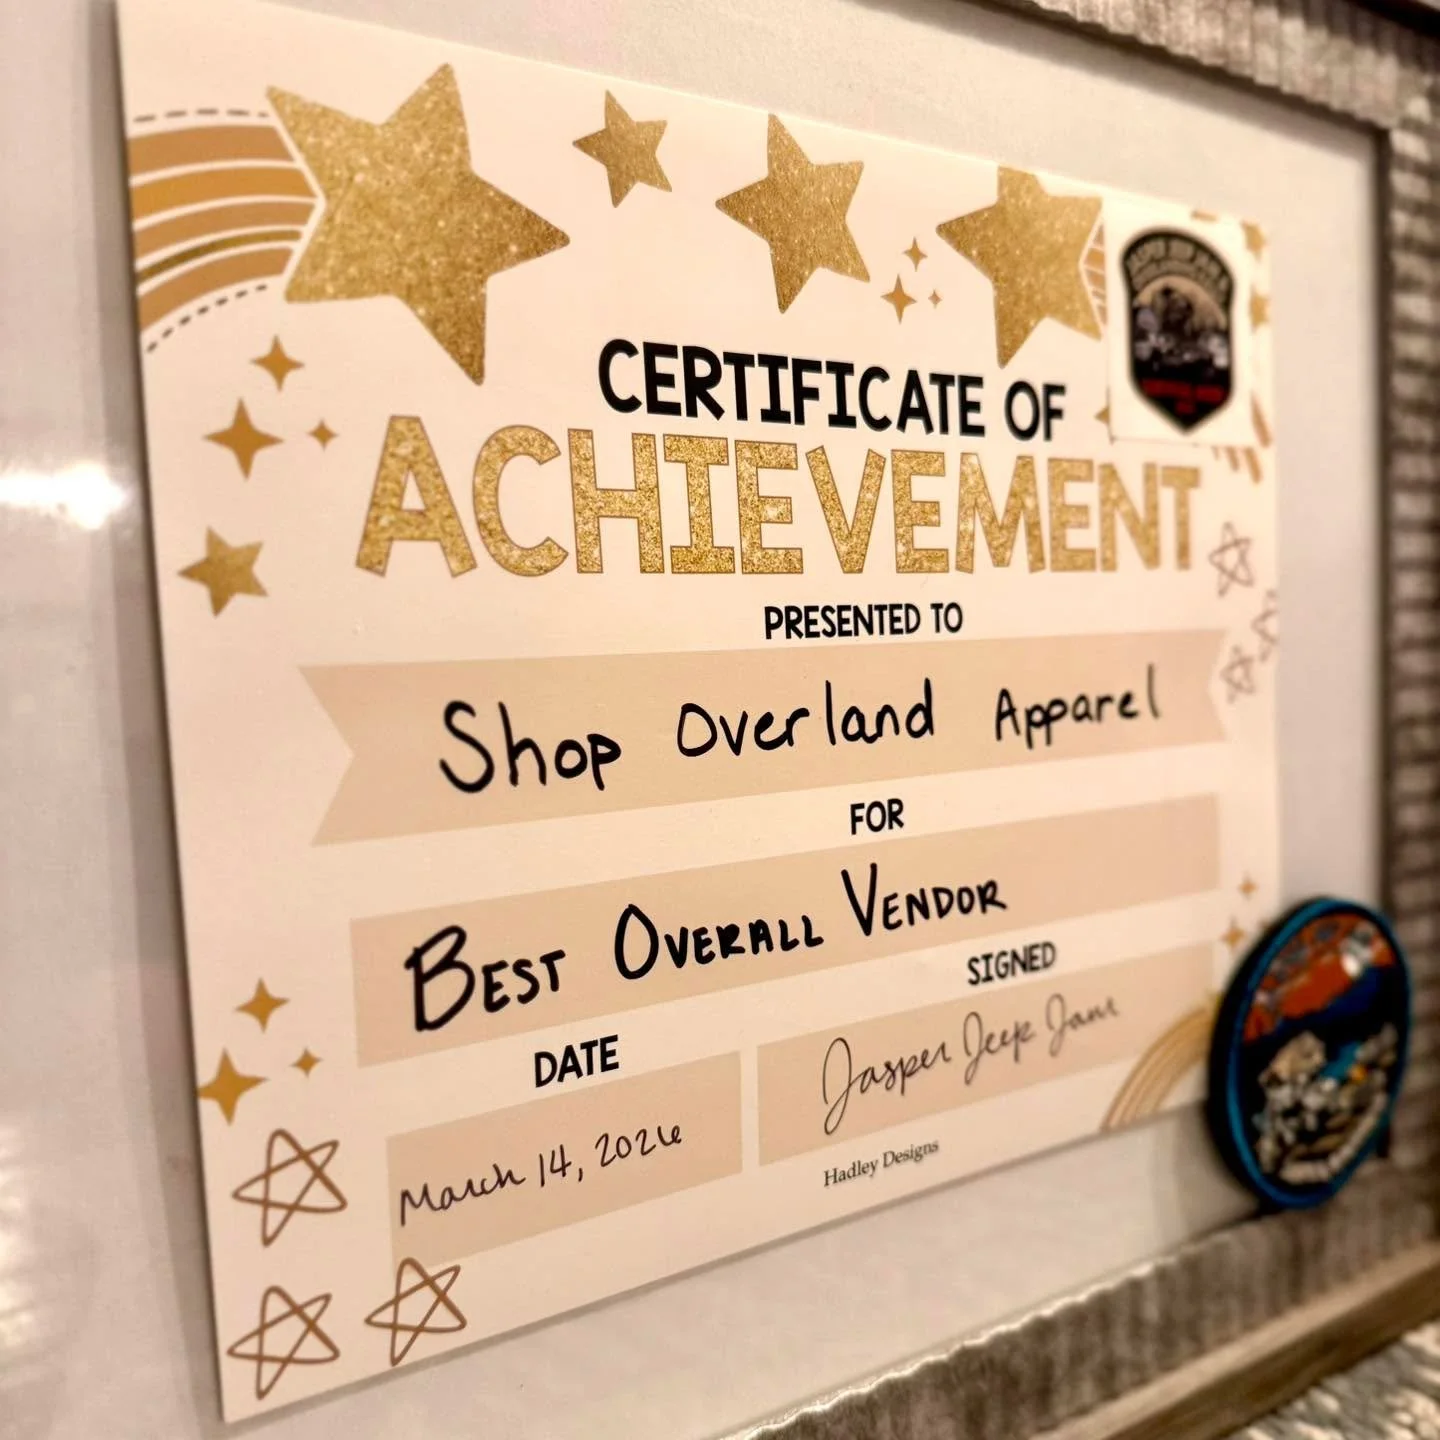 CERTIFICATE OF
ACHIEVEMENT
PRESENTED TO
Shop Overland Apparel
FOR
BEST OVERALL VENDOR
DATE
SIGNED
March 14, 2026
Jasper Jeep Jam
Hadley Designs